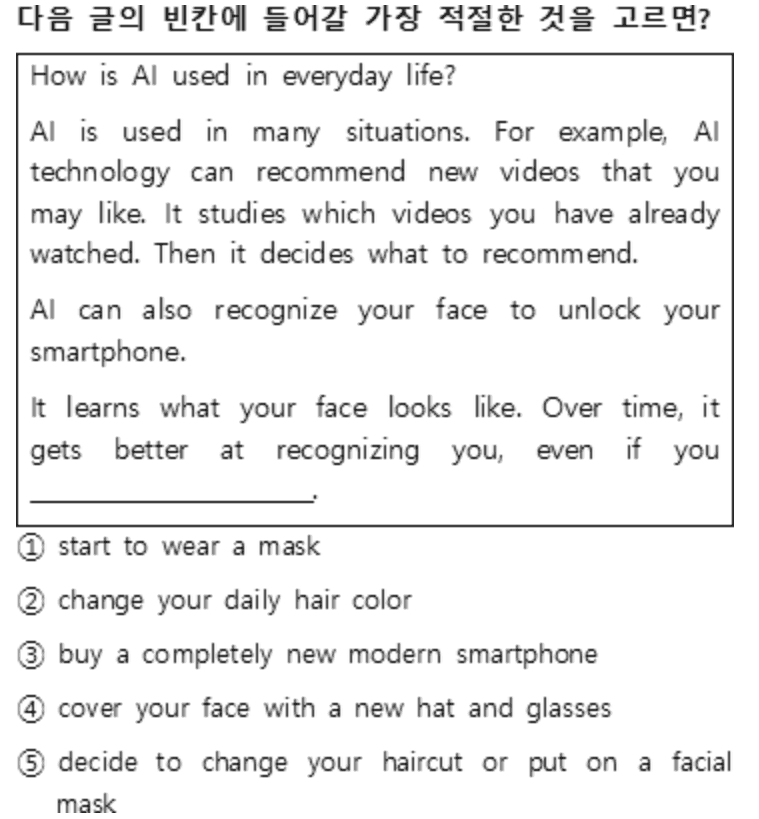 다음 글의 빈칸에 들어갈 가장 적절한 것을 고르면?
How is AI used in everyday life?
AI is used in many situations. For example, AI
technology can recommend new videos that you
may like. It studies which videos you have already
watched. Then it decides what to recommend.
AI can also recognize your face to unlock your
smartphone.
It learns what your face looks like. Over time, it
gets better at recognizing you, even if you
____________________.
① start to wear a mask
② change your daily hair color
③ buy a completely new modern smartphone
④ cover your face with a new hat and glasses
⑤ decide to change your haircut or put on a facial
mask